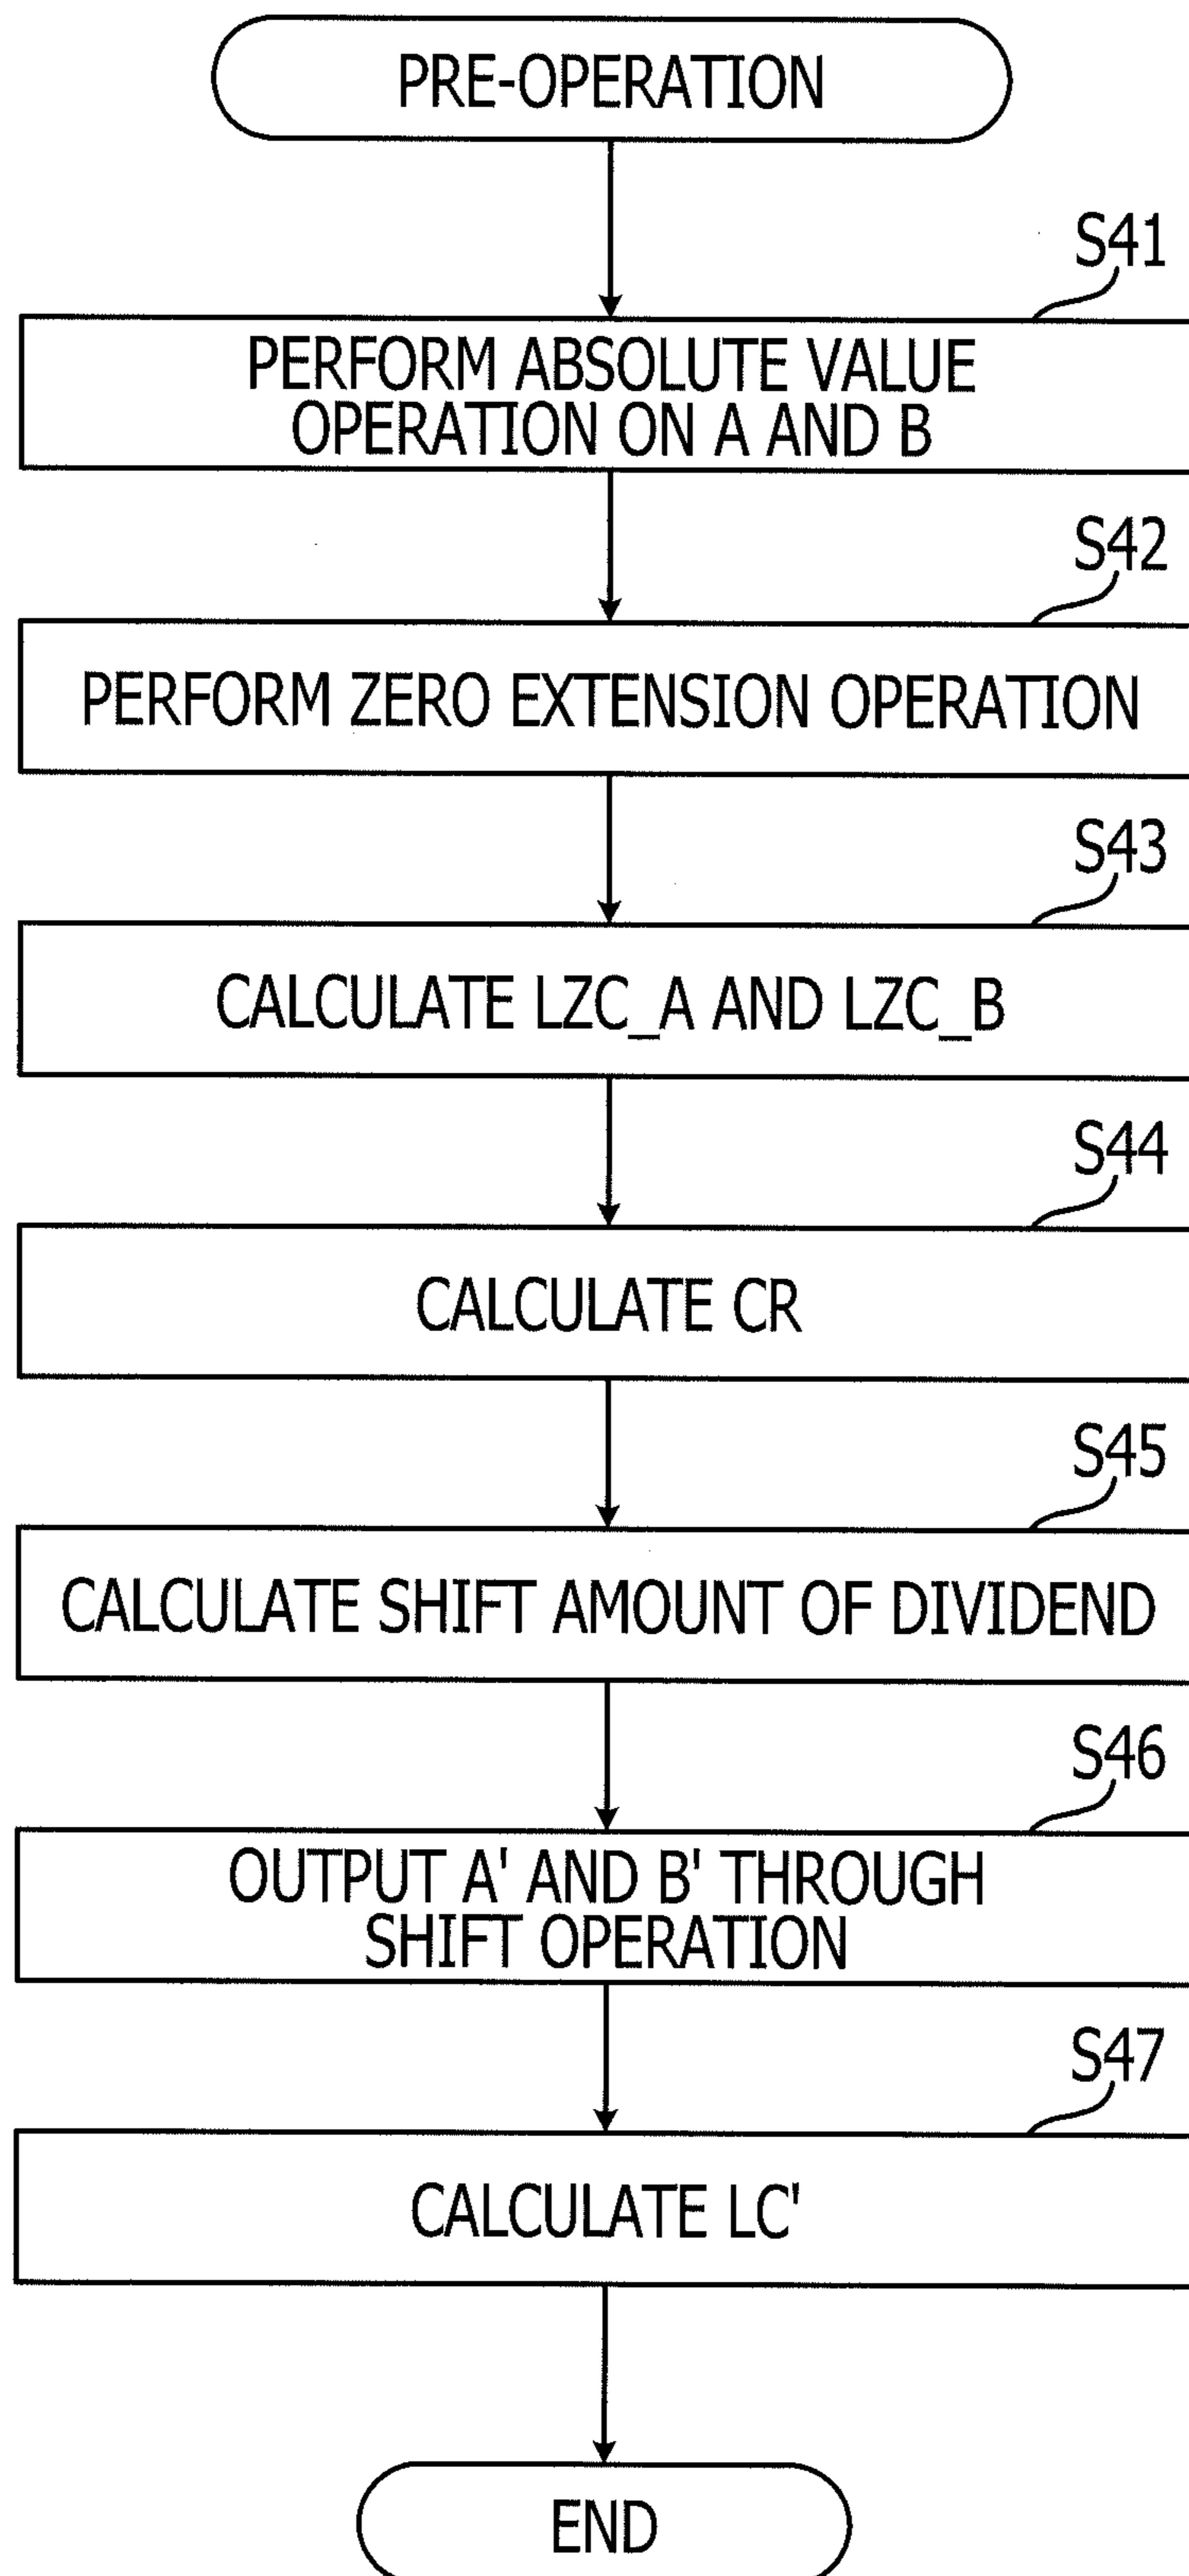 PRE-OPERATION
S41
PERFORM ABSOLUTE VALUE
OPERATION ON A AND B
S42
PERFORM ZERO EXTENSION OPERATION
S43
CALCULATE LZC_A AND LZC_B
S44
CALCULATE CR
S45
CALCULATE SHIFT AMOUNT OF DIVIDEND
S46
OUTPUT A' AND B' THROUGH
SHIFT OPERATION
S47
CALCULATE LC'
END